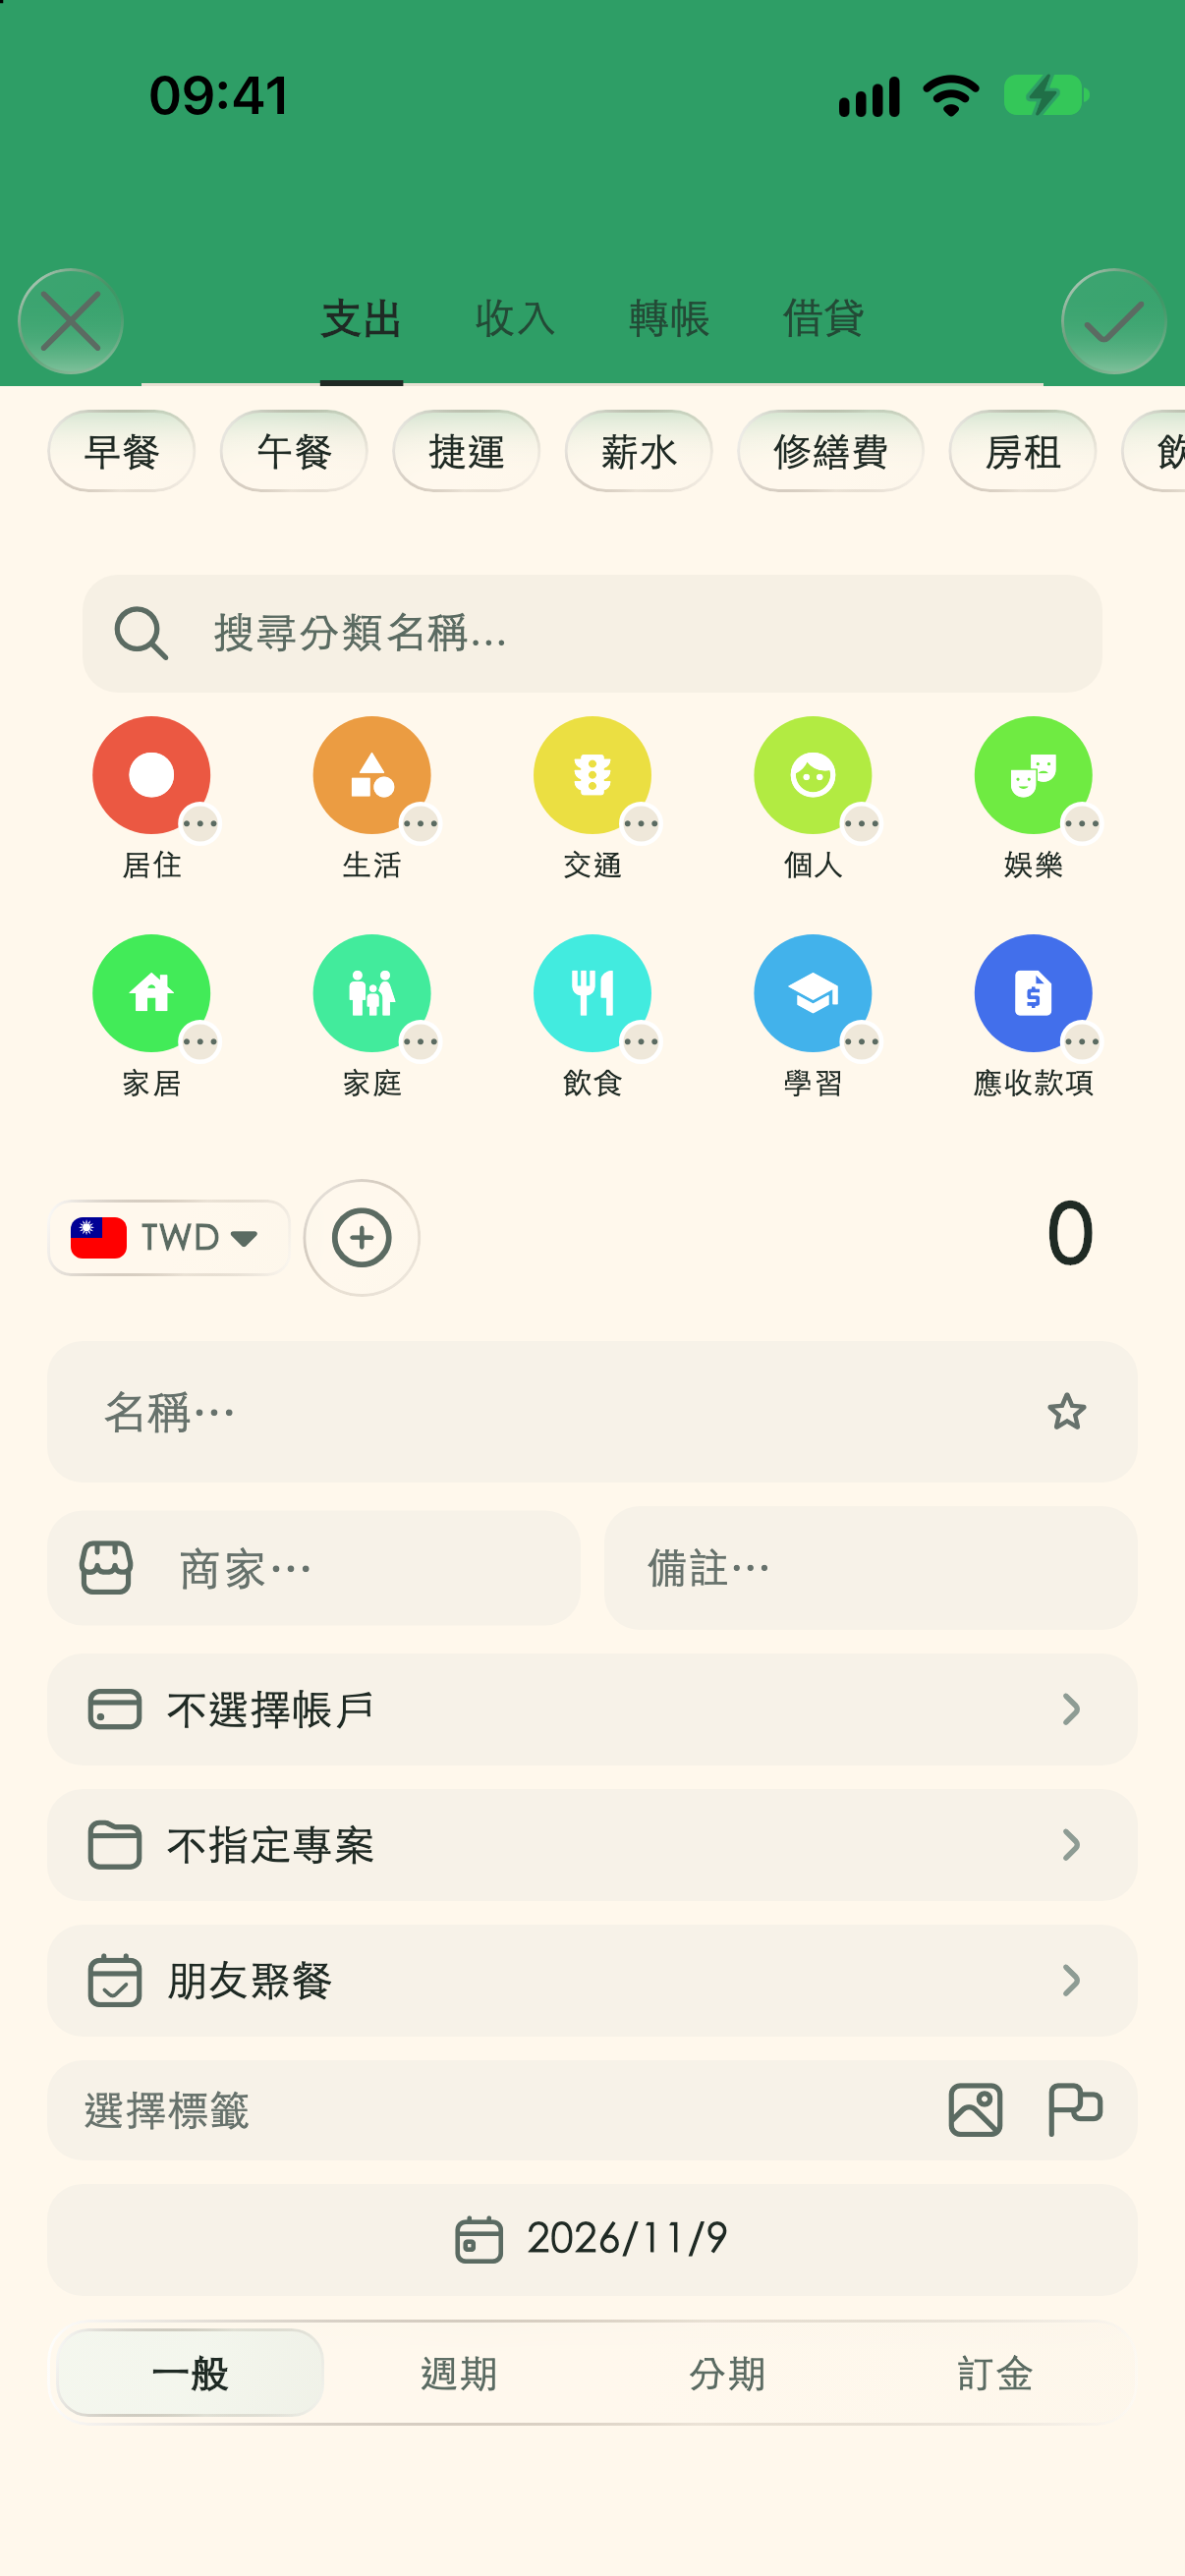 09:41
支出 收入 轉帳 借貸
早餐 午餐 捷運 薪水 修繕費 房租 飲
搜尋分類名稱...
居住 生活 交通 個人 娛樂
家居 家庭 飲食 學習 應收款項
TWD 0
名稱…
商家… 備註…
不選擇帳戶
不指定專案
朋友聚餐
選擇標籤
2026/11/9
一般 週期 分期 訂金